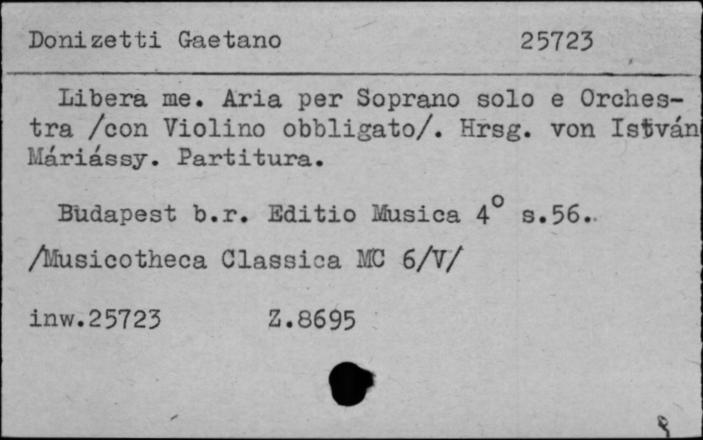 Donizetti Gaetano 25723
Libera me. Aria per Soprano solo e Orches-
tra /con Violino obbligato/. Hrsg. von István
Máriássy. Partitura.
Budapest b.r. Editio Musica 4° s.56.
/Musicotheca Classica MC 6/V/
inw.25723 Z.8695